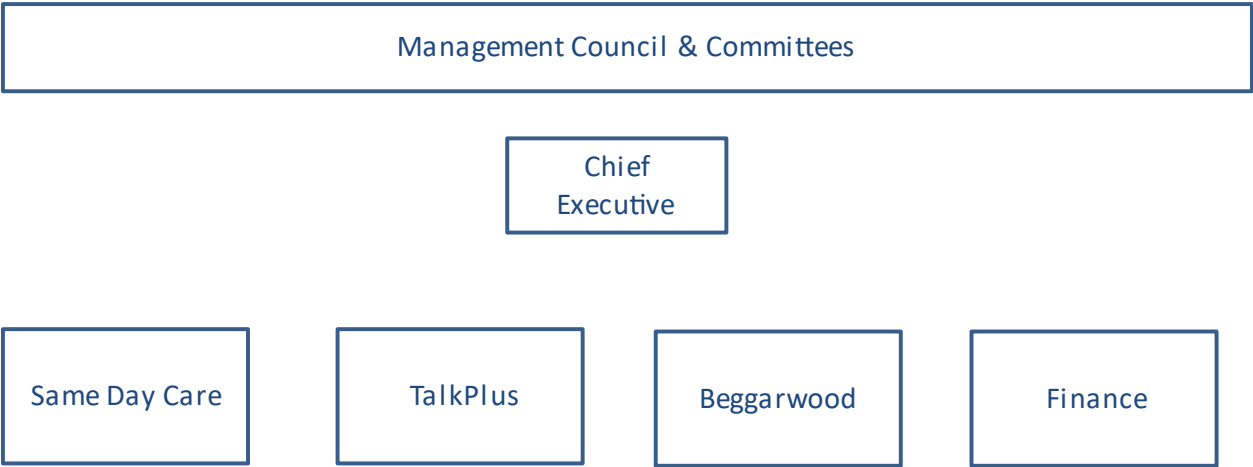 Management Council & Committees
Chief
Executive
Same Day Care
TalkPlus
Beggarwood
Finance